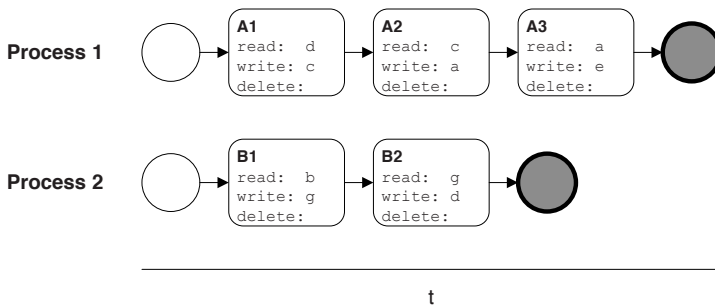 Process 1
A1
read:  d
write: c
delete:
A2
read:  c
write: a
delete:
A3
read:  a
write: e
delete:
Process 2
B1
read:  b
write: g
delete:
B2
read:  g
write: d
delete:
t